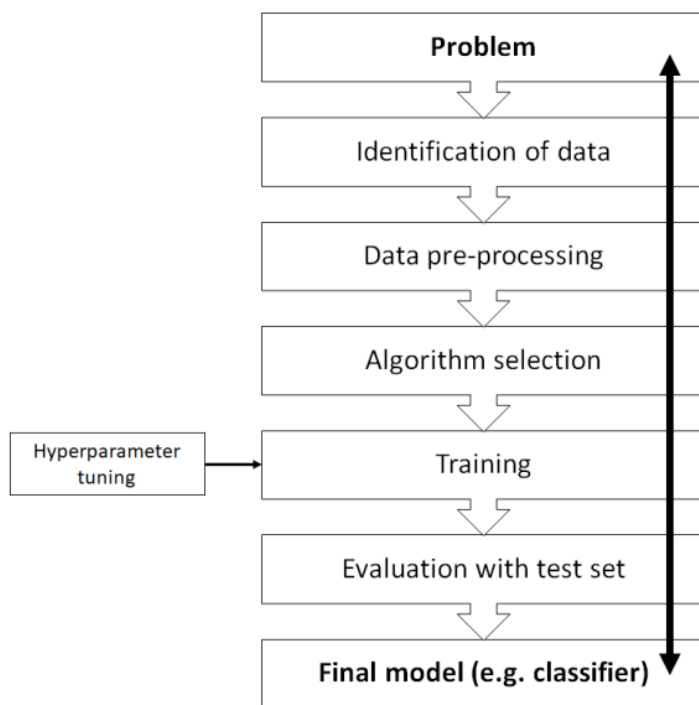 Problem
Identification of data
Data pre-processing
Algorithm selection
Hyperparameter
tuning
Training
Evaluation with test set
Final model (e.g. classifier)